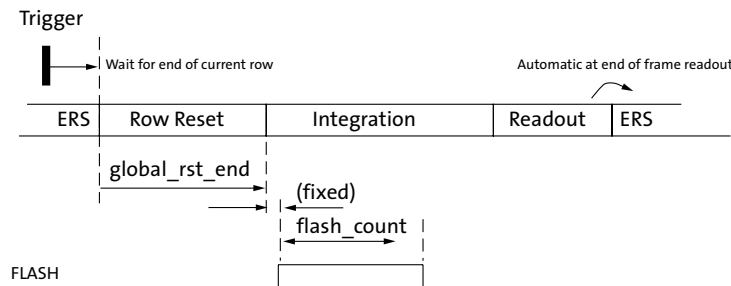 Trigger
Wait for end of current row
Automatic at end of frame readout
ERS Row Reset Integration Readout ERS
global_rst_end
(fixed)
flash_count
FLASH